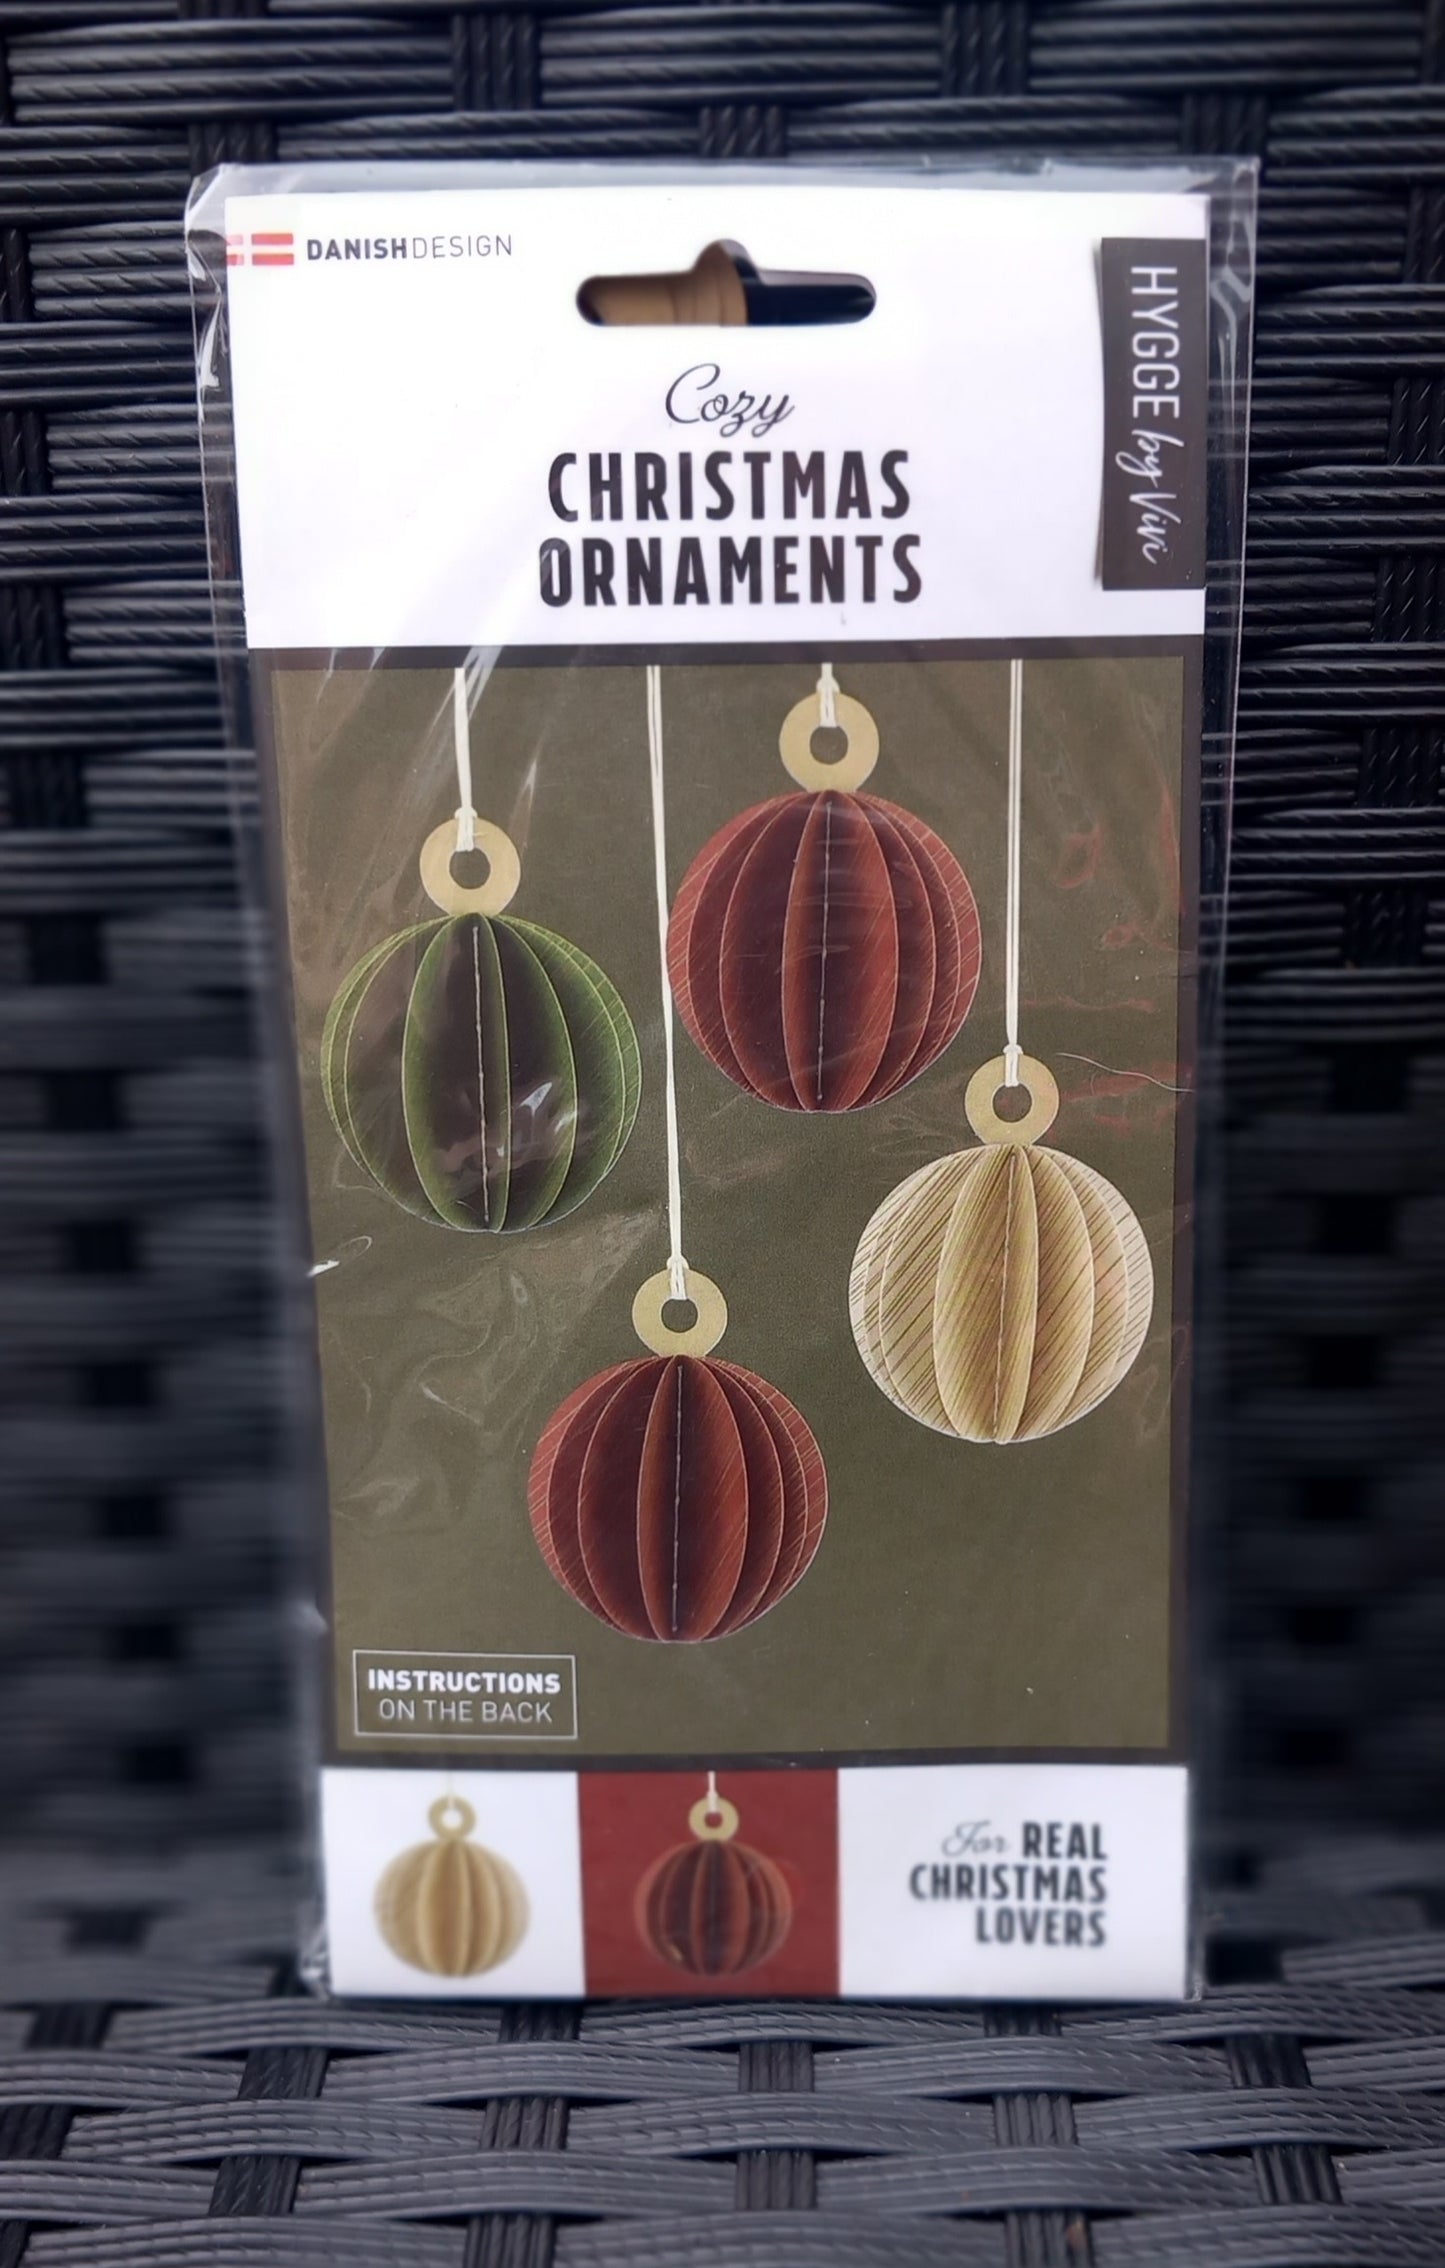 DANISHDESIGN
HYGGE by Vivi
Cozy
CHRISTMAS
ORNAMENTS
INSTRUCTIONS
ON THE BACK
For REAL
CHRISTMAS
LOVERS